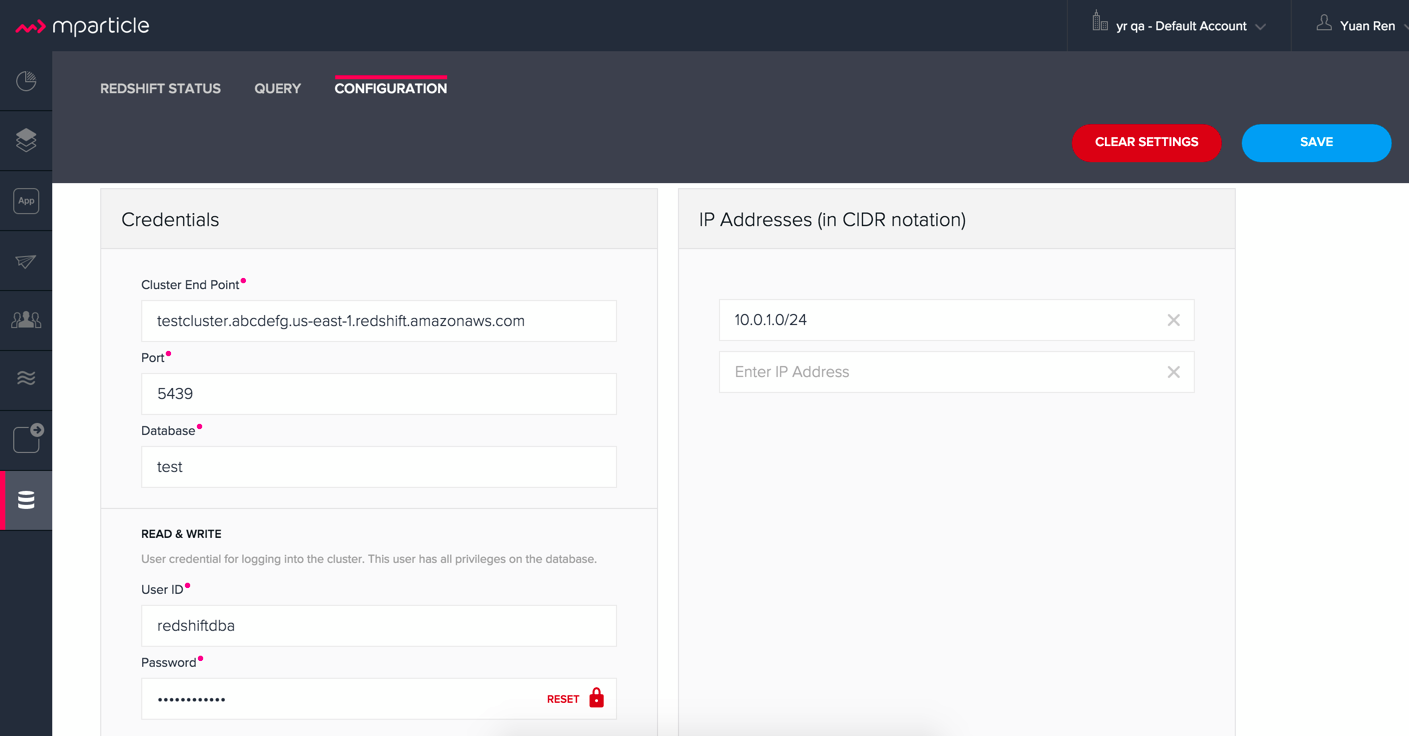 mparticle
yr qa - Default Account
Yuan Ren
REDSHIFT STATUS
QUERY
CONFIGURATION
CLEAR SETTINGS
SAVE
App
Credentials
Cluster End Point
testcluster.abcdefg.us-east-1.redshift.amazonaws.com
Port
5439
Database
test
READ & WRITE
User credential for logging into the cluster. This user has all privileges on the database.
User ID
redshiftdba
Password
••••••••••••
RESET
IP Addresses (in CIDR notation)
10.0.1.0/24
Enter IP Address